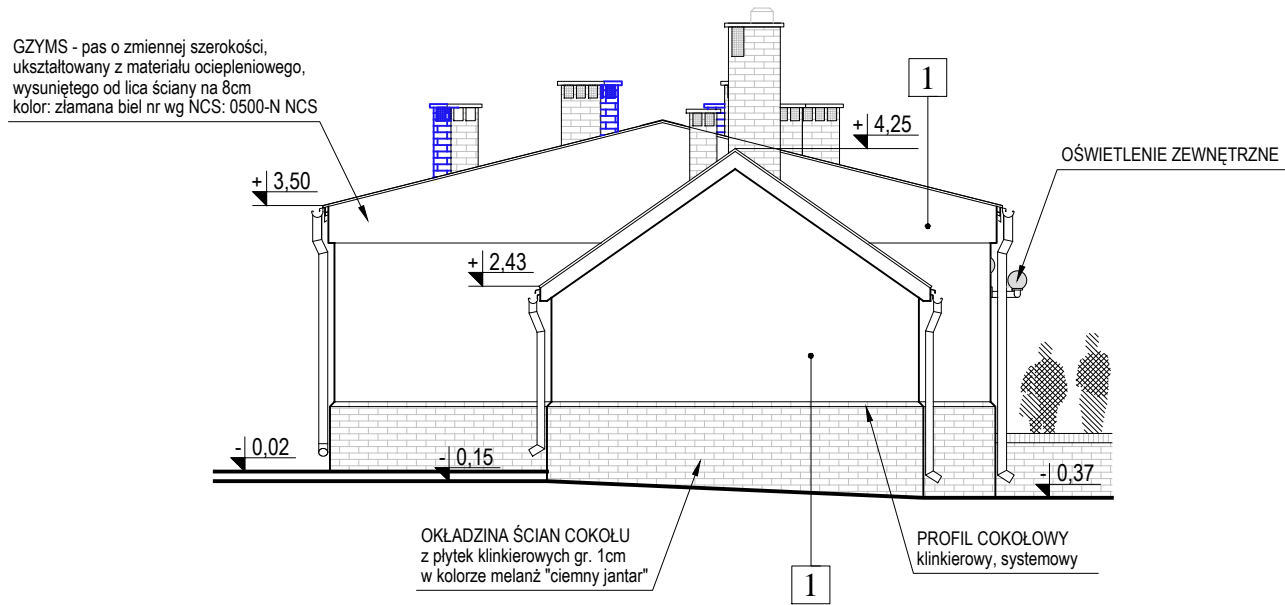 GZYMS - pas o zmiennej szerokości,
ukształtowany z materiału ociepleniowego,
wysuniętego od lica ściany na 8cm
kolor: złamana biel nr wg NCS: 0500-N NCS
1
+ 4,25
OŚWIETLENIE ZEWNĘTRZNE
+ 3,50
+ 2,43
- 0,02
- 0,15
- 0,37
OKŁADZINA ŚCIAN COKOŁU
z płytek klinkierowych gr. 1cm
w kolorze melanż "ciemny jantar"
PROFIL COKOŁOWY
klinkierowy, systemowy
1